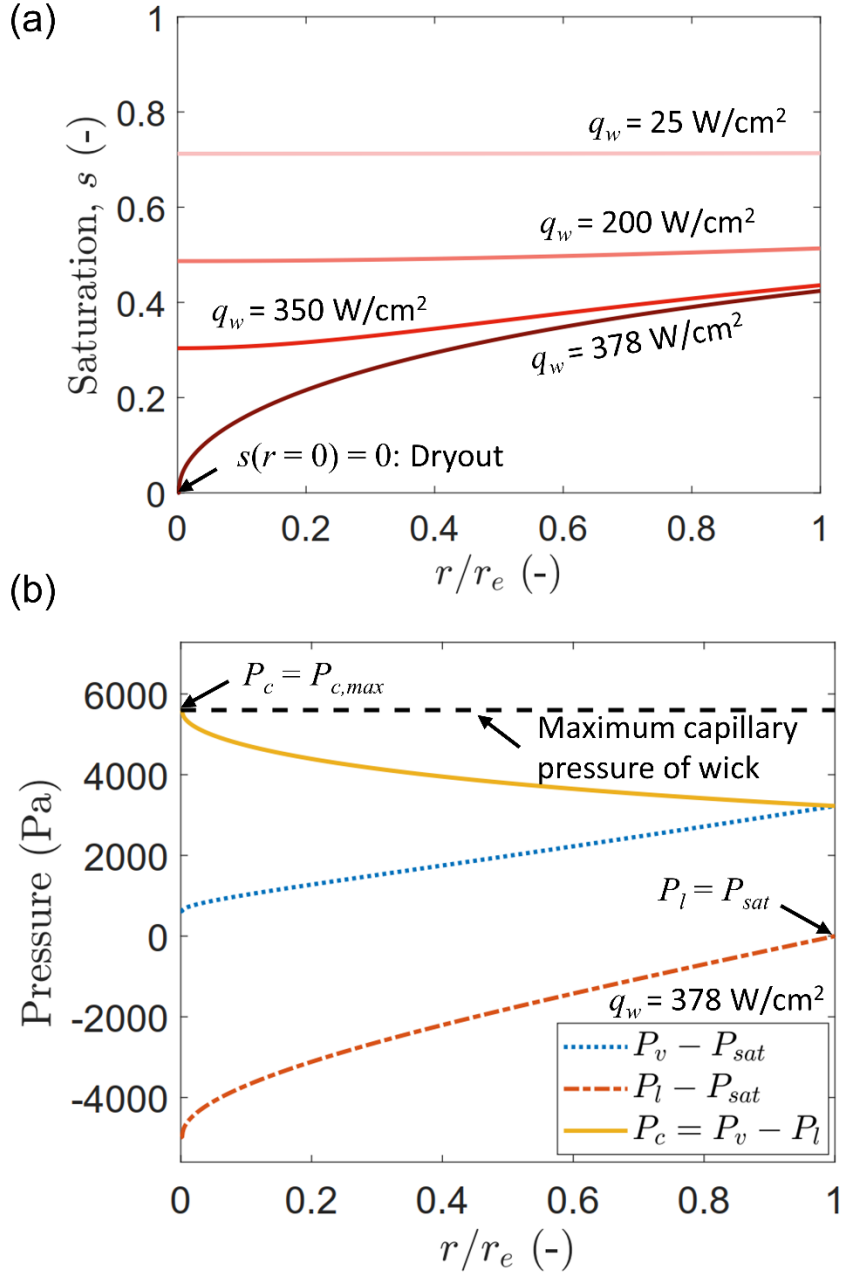 (a)
1
0.8
0.6
0.4
0.2
0
Saturation, s (-)
q_w = 25 W/cm²
q_w = 200 W/cm²
q_w = 350 W/cm²
q_w = 378 W/cm²
s(r = 0) = 0: Dryout
0 0.2 0.4 0.6 0.8 1
r/r_e (-)
(b)
6000
4000
2000
0
-2000
-4000
Pressure (Pa)
P_c = P_c,max
Maximum capillary
pressure of wick
P_l = P_sat
q_w = 378 W/cm²
P_v − P_sat
P_l − P_sat
P_c = P_v − P_l
0 0.2 0.4 0.6 0.8 1
r/r_e (-)